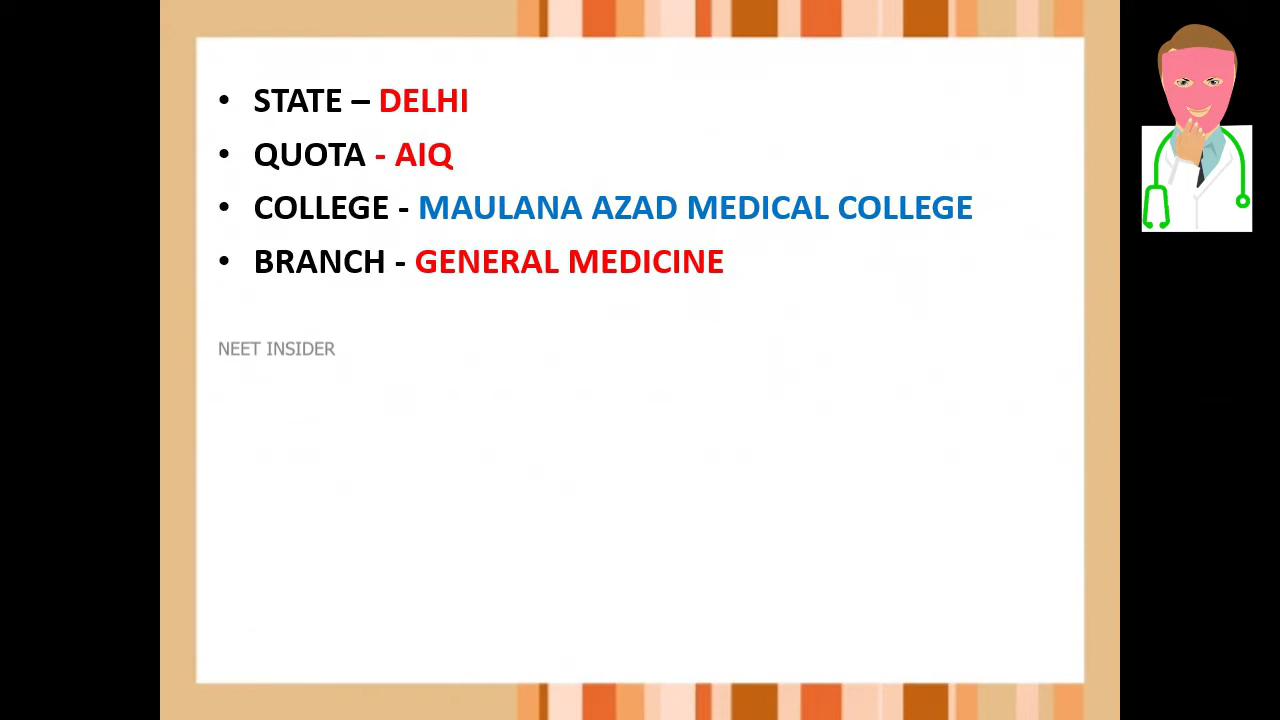 • STATE – DELHI
• QUOTA - AIQ
• COLLEGE - MAULANA AZAD MEDICAL COLLEGE
• BRANCH - GENERAL MEDICINE
NEET INSIDER